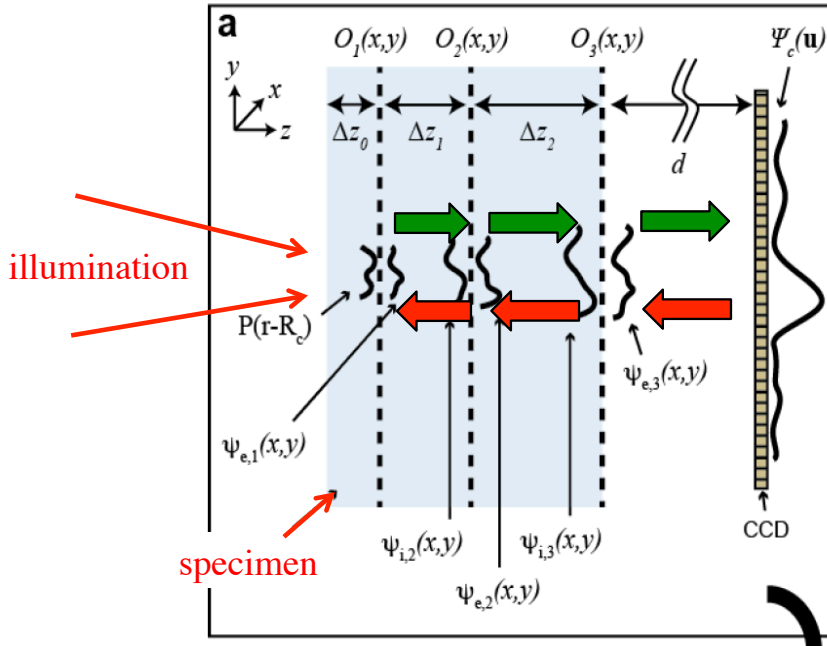 a
O₁(x,y) O₂(x,y) O₃(x,y) Ψc(u)
y
x
z
Δz₀ Δz₁ Δz₂
d
illumination
P(r-Rc)
ψe,3(x,y)
ψe,1(x,y)
ψi,2(x,y) ψi,3(x,y)
CCD
specimen
ψe,2(x,y)